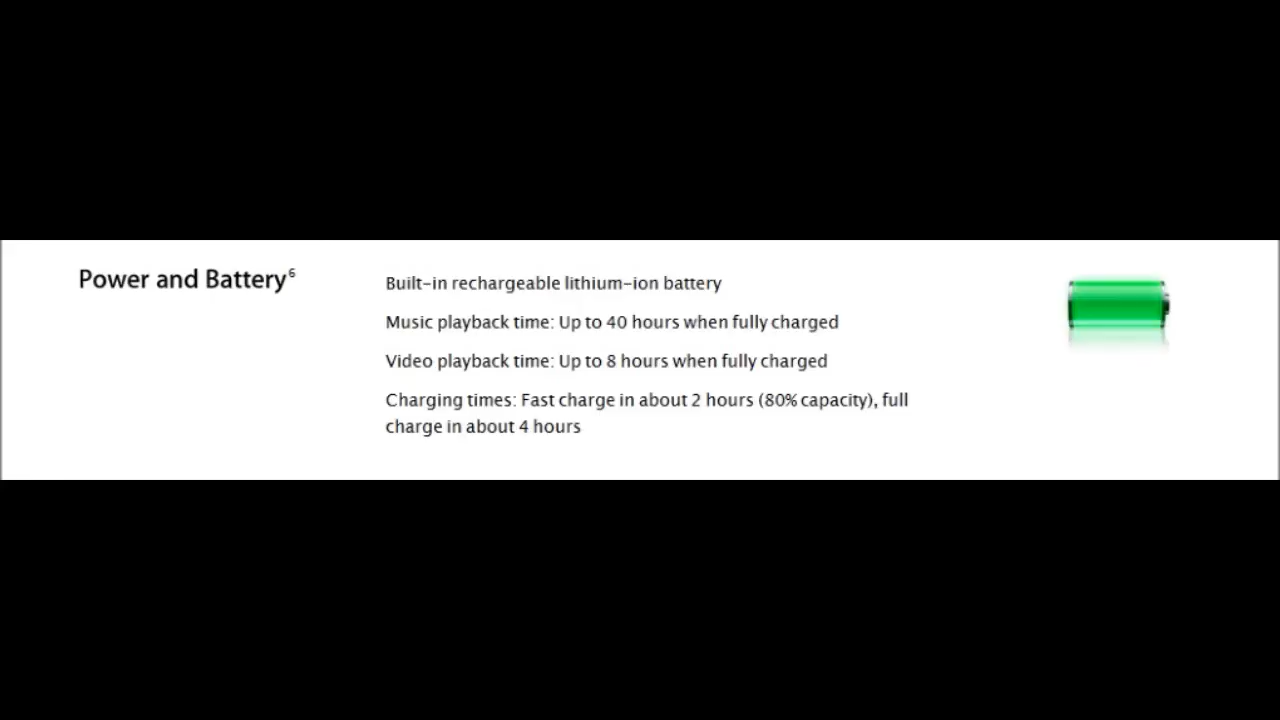 Power and Battery6
Built-in rechargeable lithium-ion battery
Music playback time: Up to 40 hours when fully charged
Video playback time: Up to 8 hours when fully charged
Charging times: Fast charge in about 2 hours (80% capacity), full
charge in about 4 hours